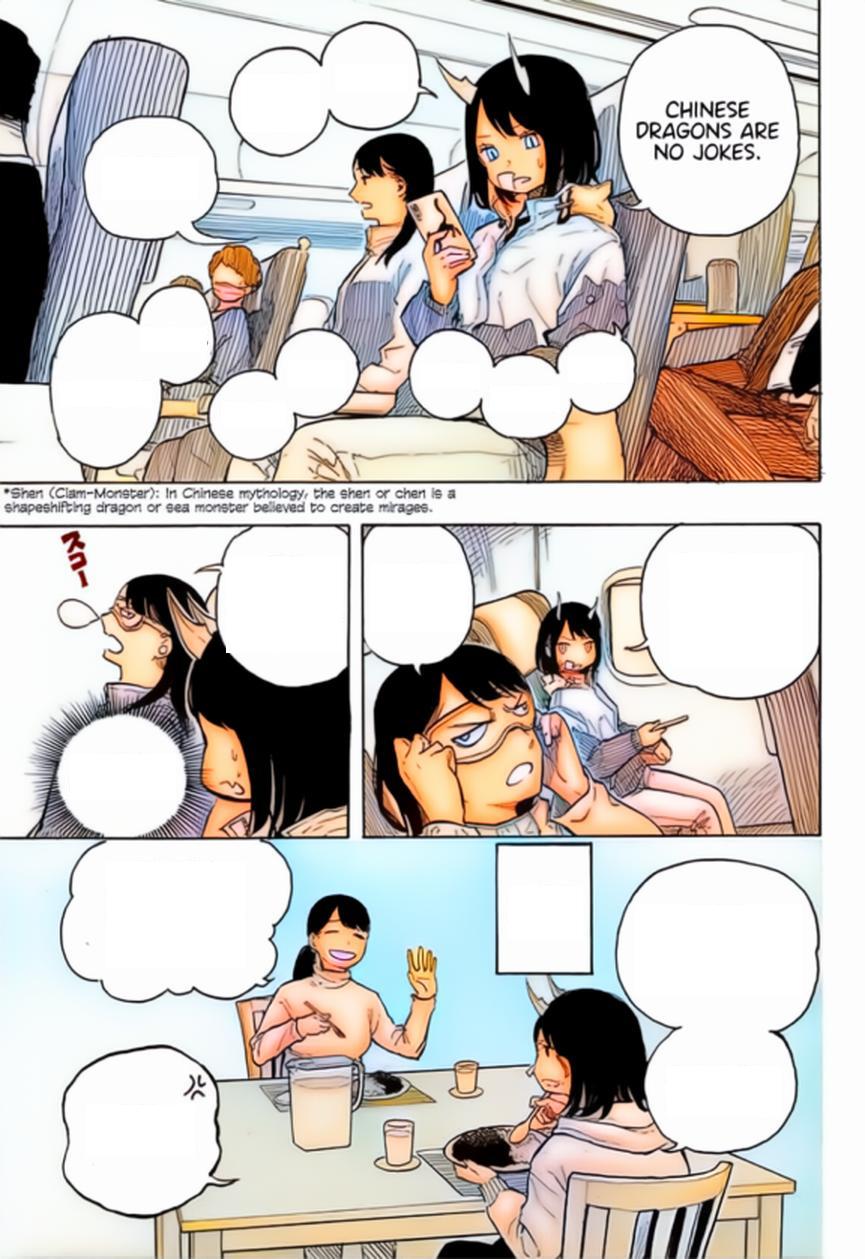 CHINESE
DRAGONS ARE
NO JOKES.
*Shen (Clam-Monster): In Chinese mythology, the shen or chen is a
shapeshifting dragon or sea monster believed to create mirages.
スコー